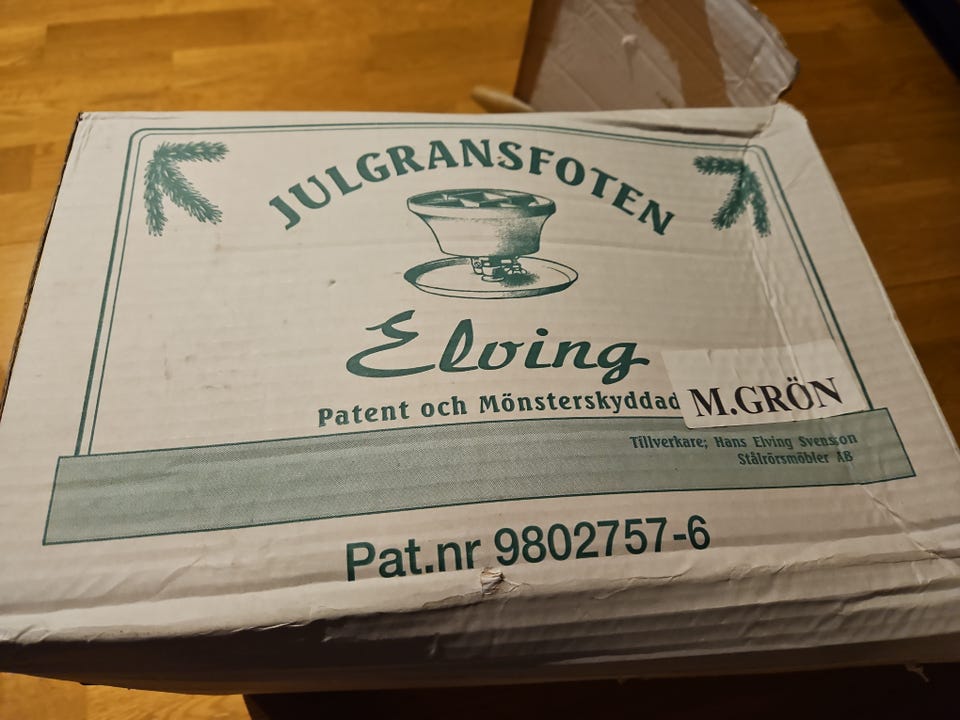 JULGRANSFOTEN
Elving
Patent och Mönsterskyddad
M.GRÖN
Tillverkare; Hans Elving Svensson
Stålrörsmöbler AB
Pat.nr 9802757-6